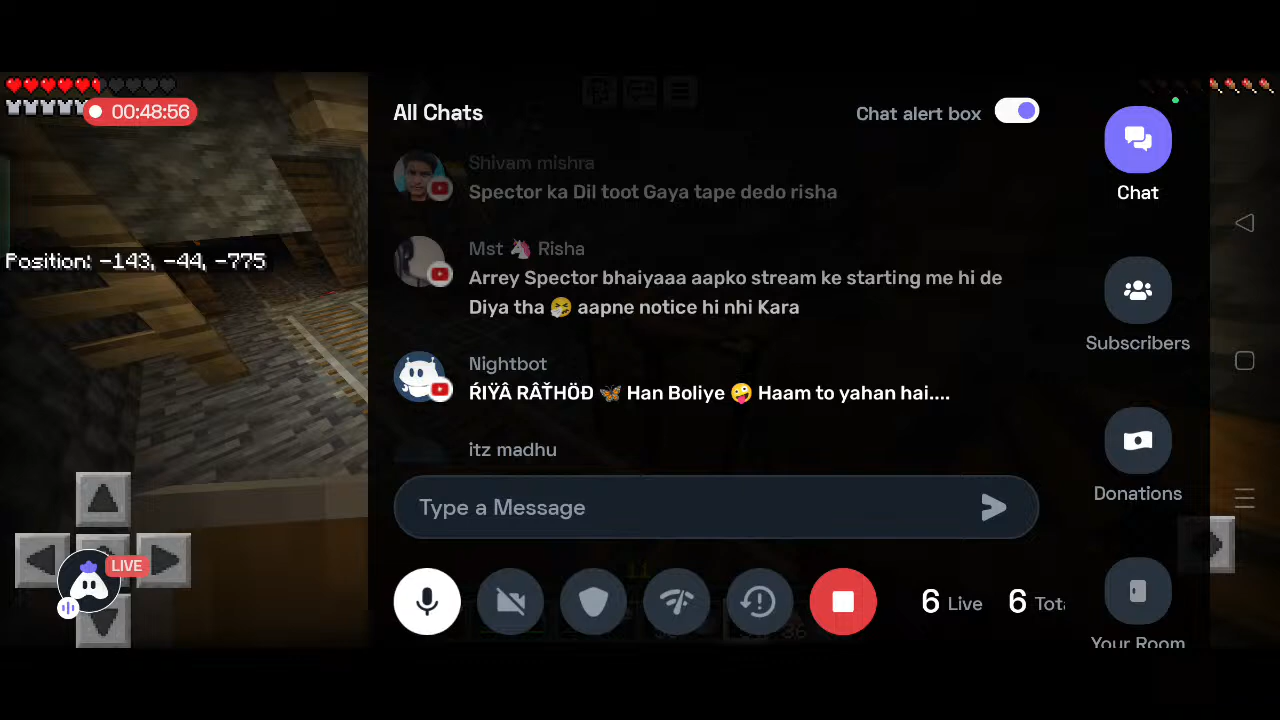 00:48:56
Position: -143, -44, -775
LIVE
All Chats
Chat alert box
Shivam mishra
Spector ka Dil toot Gaya tape dedo risha
Mst 🦄 Risha
Arrey Spector bhaiyaaa aapko stream ke starting me hi de
Diya tha 🤧 aapne notice hi nhi Kara
Nightbot
ŔIŸÂ RÂŤHÖĐ 🦋 Han Boliye 🤪 Haam to yahan hai....
itz madhu
Type a Message
6 Live 6 Tot
Chat
Subscribers
Donations
Your Room